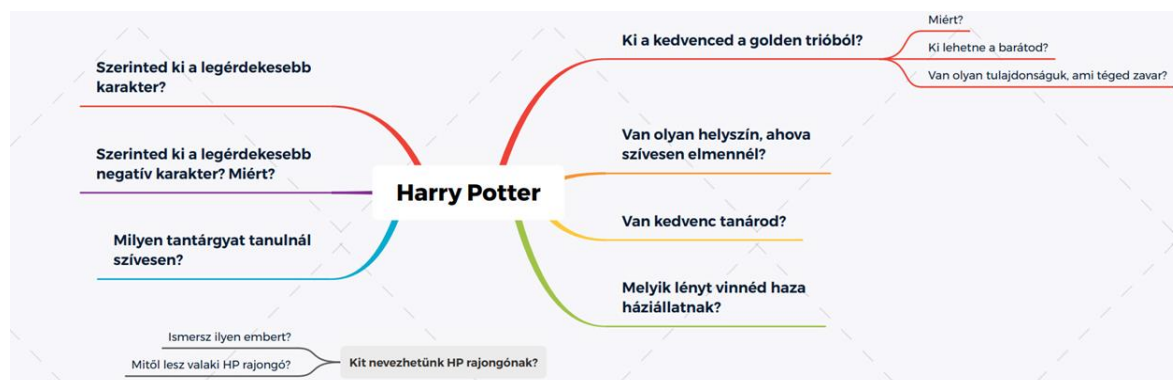 Harry Potter
Ki a kedvenced a golden trióból?
Miért?
Ki lehetne a barátod?
Van olyan tulajdonságuk, ami téged zavar?
Van olyan helyszín, ahova
szívesen elmennél?
Van kedvenc tanárod?
Melyik lényt vinnéd haza
háziállatnak?
Szerinted ki a legérdekesebb
karakter?
Szerinted ki a legérdekesebb
negatív karakter? Miért?
Milyen tantárgyat tanulnál
szívesen?
Kit nevezhetünk HP rajongónak?
Ismersz ilyen embert?
Mitől lesz valaki HP rajongó?